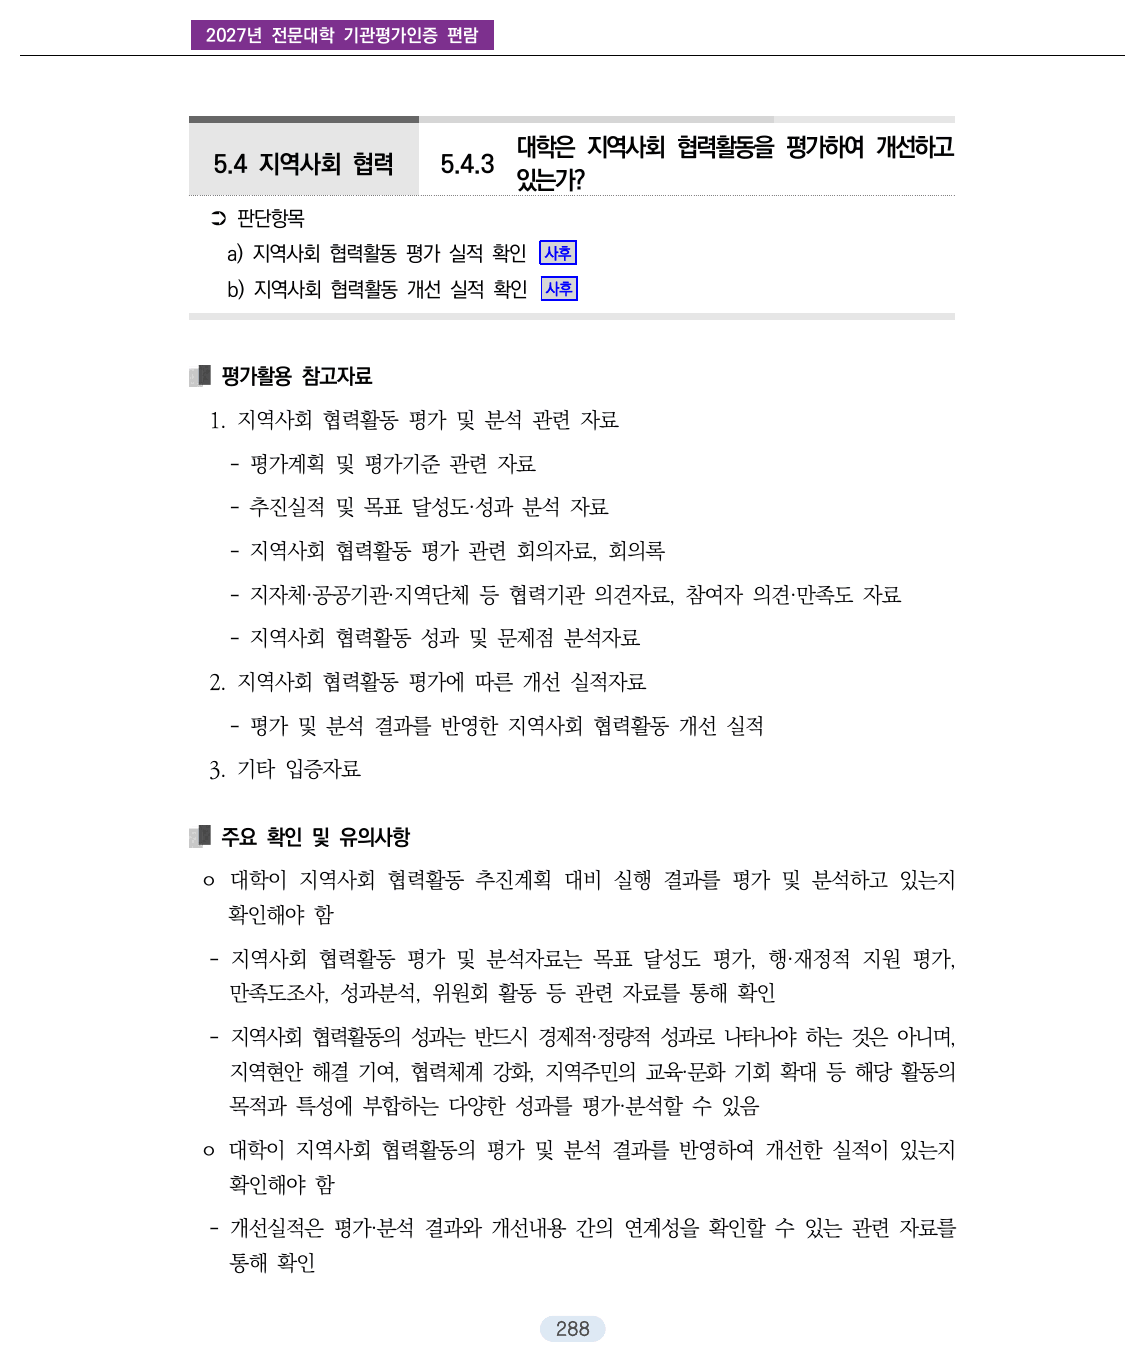 2027년 전문대학 기관평가인증 편람
5.4 지역사회 협력
5.4.3
대학은 지역사회 협력활동을 평가하여 개선하고
있는가?
➲ 판단항목
a) 지역사회 협력활동 평가 실적 확인 사후
b) 지역사회 협력활동 개선 실적 확인 사후
평가활용 참고자료
1. 지역사회 협력활동 평가 및 분석 관련 자료
- 평가계획 및 평가기준 관련 자료
- 추진실적 및 목표 달성도·성과 분석 자료
- 지역사회 협력활동 평가 관련 회의자료, 회의록
- 지자체·공공기관·지역단체 등 협력기관 의견자료, 참여자 의견·만족도 자료
- 지역사회 협력활동 성과 및 문제점 분석자료
2. 지역사회 협력활동 평가에 따른 개선 실적자료
- 평가 및 분석 결과를 반영한 지역사회 협력활동 개선 실적
3. 기타 입증자료
주요 확인 및 유의사항
ㅇ 대학이 지역사회 협력활동 추진계획 대비 실행 결과를 평가 및 분석하고 있는지
확인해야 함
- 지역사회 협력활동 평가 및 분석자료는 목표 달성도 평가, 행·재정적 지원 평가,
만족도조사, 성과분석, 위원회 활동 등 관련 자료를 통해 확인
- 지역사회 협력활동의 성과는 반드시 경제적·정량적 성과로 나타나야 하는 것은 아니며,
지역현안 해결 기여, 협력체계 강화, 지역주민의 교육·문화 기회 확대 등 해당 활동의
목적과 특성에 부합하는 다양한 성과를 평가·분석할 수 있음
ㅇ 대학이 지역사회 협력활동의 평가 및 분석 결과를 반영하여 개선한 실적이 있는지
확인해야 함
- 개선실적은 평가·분석 결과와 개선내용 간의 연계성을 확인할 수 있는 관련 자료를
통해 확인
288